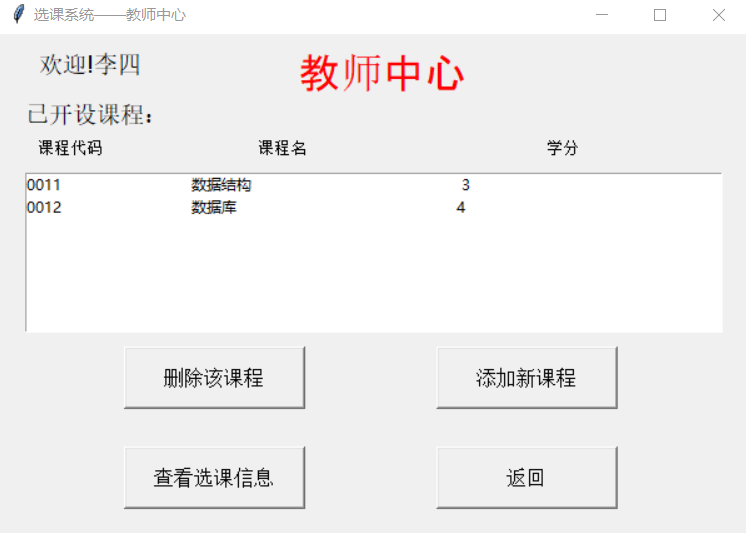 选课系统——教师中心
欢迎!李四
教师中心
已开设课程：
课程代码 课程名 学分
0011 数据结构 3
0012 数据库 4
删除该课程 添加新课程
查看选课信息 返回